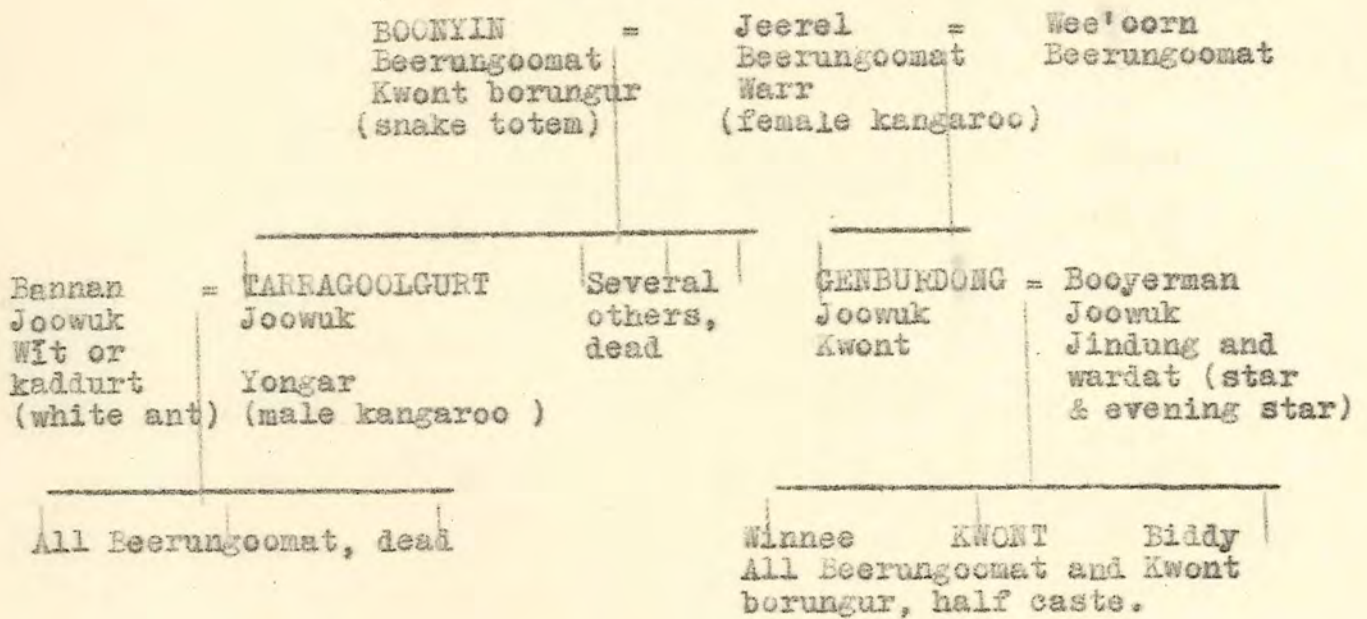 BOONYIN = Jeerel = Wee'oorn
Beerungoomat Beerungoomat Beerungoomat
Kwont borungur Warr
(snake totem) (female kangaroo)
Bannan = TARRAGOOLGURT Several GENBURDONG = Booyerman
Joowuk Joowuk others, Joowuk Joowuk
Wit or dead Kwont Jindung and
kaddurt Yongar wardat (star
(white ant) (male kangaroo ) & evening star)
All Beerungoomat, dead
Winnee KWONT Biddy
All Beerungoomat and Kwont
borungur, half caste.